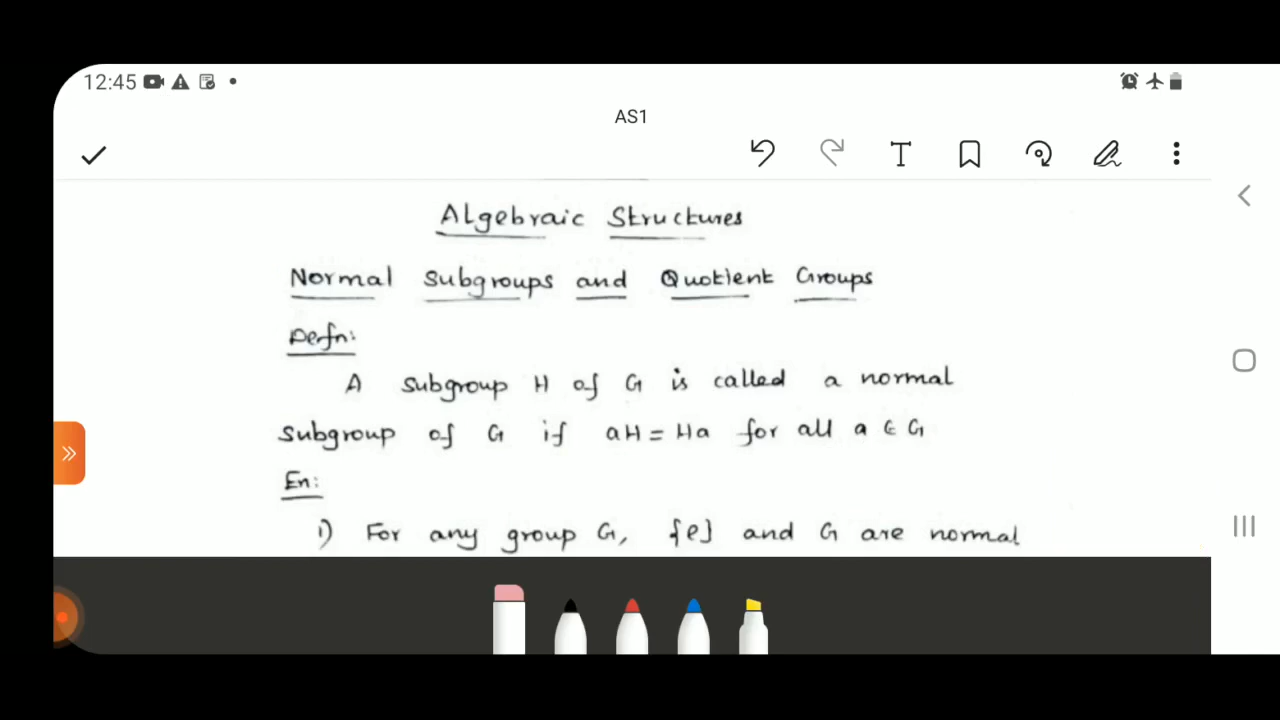 12:45
AS1
Algebraic Structures
Normal Subgroups and Quotient Groups
Defn:
A subgroup H of G is called a normal
subgroup of G if aH = Ha for all a ∈ G
Ex:
1) For any group G, {e} and G are normal